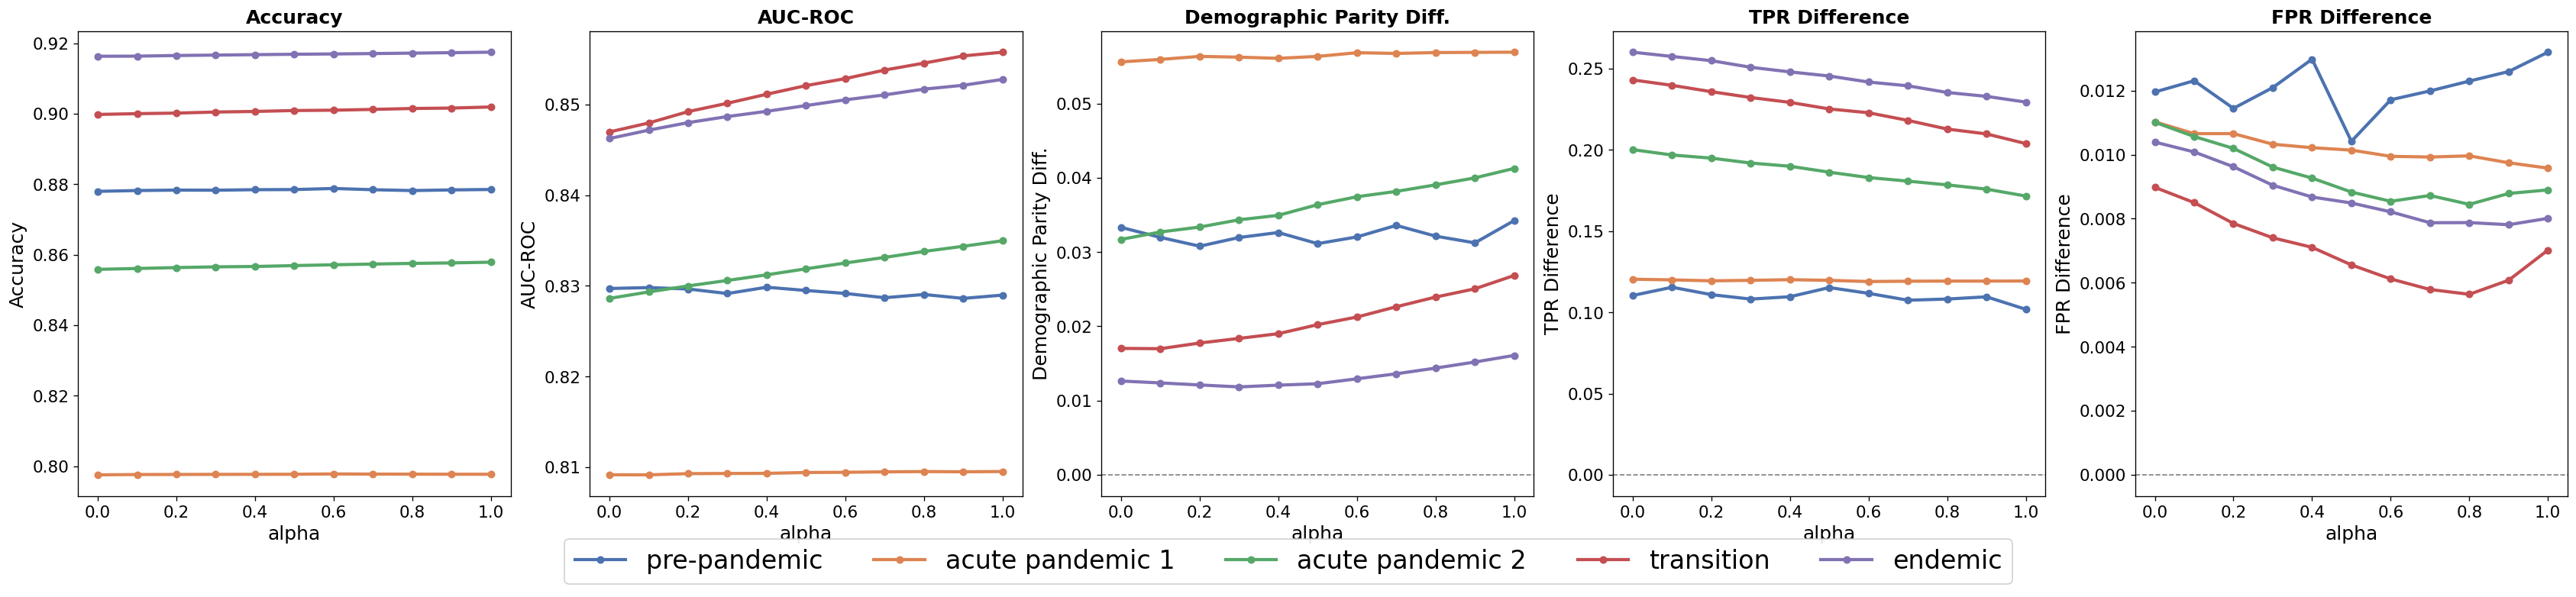 Accuracy
AUC-ROC
Demographic Parity Diff.
TPR Difference
FPR Difference
Accuracy
0.92
0.90
0.88
0.86
0.84
0.82
0.80
0.0 0.2 0.4 0.6 0.8 1.0
alpha
AUC-ROC
0.85
0.84
0.83
0.82
0.81
0.0 0.2 0.4 0.6 0.8 1.0
alpha
Demographic Parity Diff.
0.05
0.04
0.03
0.02
0.01
0.00
0.0 0.2 0.4 0.6 0.8 1.0
alpha
TPR Difference
0.25
0.20
0.15
0.10
0.05
0.00
0.0 0.2 0.4 0.6 0.8 1.0
alpha
FPR Difference
0.012
0.010
0.008
0.006
0.004
0.002
0.000
0.0 0.2 0.4 0.6 0.8 1.0
alpha
pre-pandemic acute pandemic 1 acute pandemic 2 transition endemic